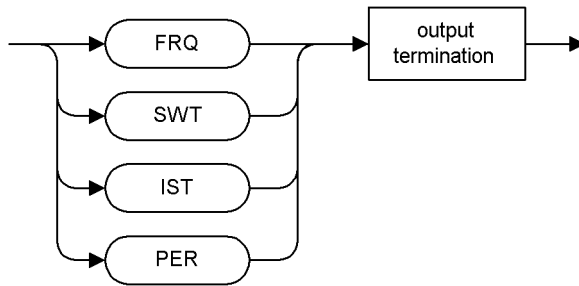 FRQ
output
termination
SWT
IST
PER